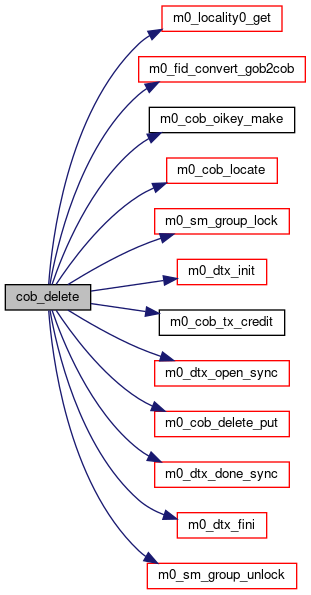 m0_locality0_get
m0_fid_convert_gob2cob
m0_cob_oikey_make
m0_cob_locate
m0_sm_group_lock
m0_dtx_init
cob_delete
m0_cob_tx_credit
m0_dtx_open_sync
m0_cob_delete_put
m0_dtx_done_sync
m0_dtx_fini
m0_sm_group_unlock